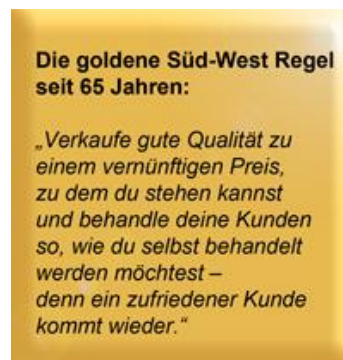 Die goldene Süd-West Regel
seit 65 Jahren:
„Verkaufe gute Qualität zu
einem vernünftigen Preis,
zu dem du stehen kannst
und behandle deine Kunden
so, wie du selbst behandelt
werden möchtest –
denn ein zufriedener Kunde
kommt wieder.“